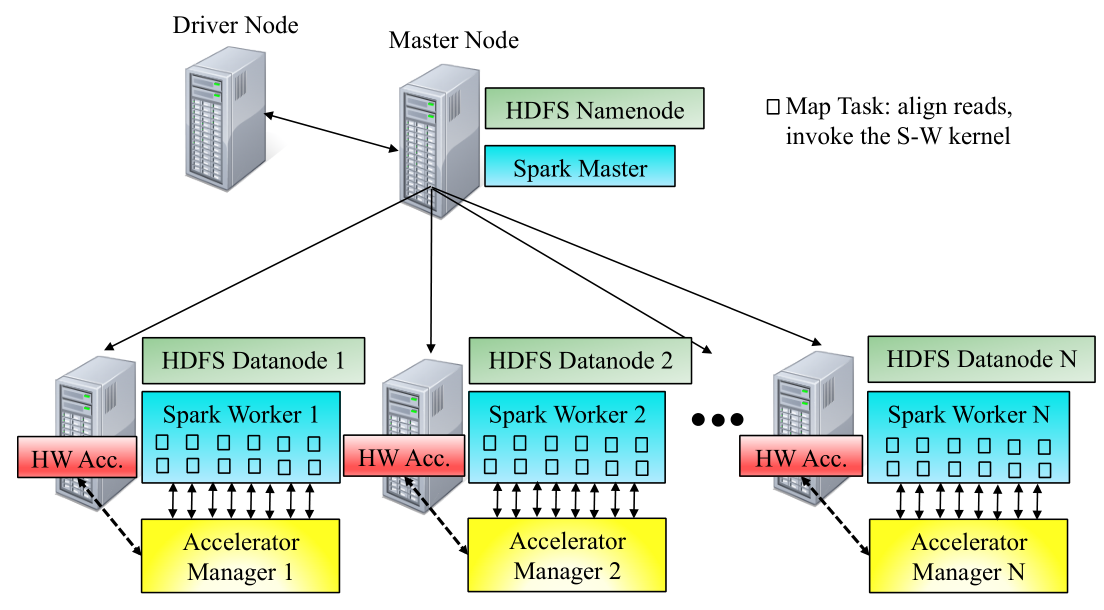 Driver Node
Master Node
HDFS Namenode
Map Task: align reads,
invoke the S-W kernel
Spark Master
HDFS Datanode 1
HDFS Datanode 2
HDFS Datanode N
Spark Worker 1
Spark Worker 2
Spark Worker N
HW Acc.
HW Acc.
HW Acc.
Accelerator
Manager 1
Accelerator
Manager 2
Accelerator
Manager N